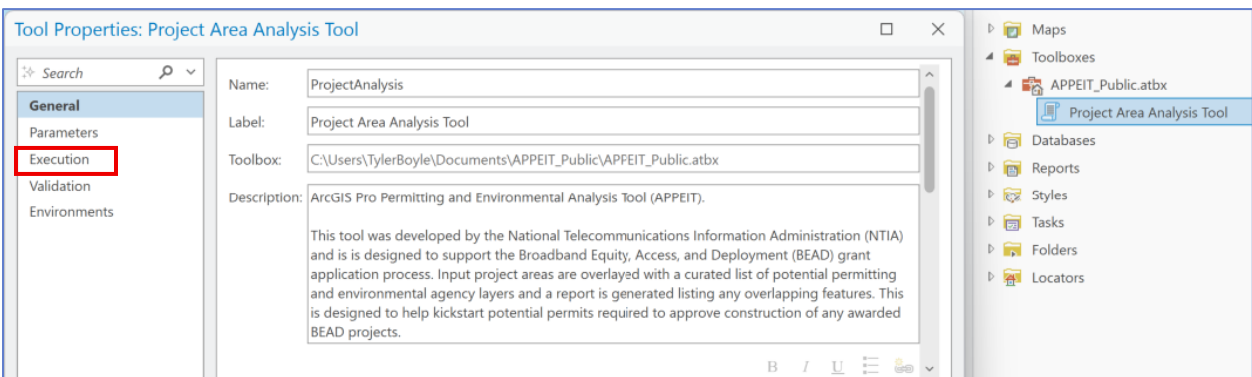 Tool Properties: Project Area Analysis Tool
Search
General
Parameters
Execution
Validation
Environments
Name: ProjectAnalysis
Label: Project Area Analysis Tool
Toolbox: C:\Users\TylerBoyle\Documents\APPEIT_Public\APPEIT_Public.atbx
Description: ArcGIS Pro Permitting and Environmental Analysis Tool (APPEIT).
This tool was developed by the National Telecommunications Information Administration (NTIA)
and is is designed to support the Broadband Equity, Access, and Deployment (BEAD) grant
application process. Input project areas are overlayed with a curated list of potential permitting
and environmental agency layers and a report is generated listing any overlapping features. This
is designed to help kickstart potential permits required to approve construction of any awarded
BEAD projects.
B I U
Maps
Toolboxes
APPEIT_Public.atbx
Project Area Analysis Tool
Databases
Reports
Styles
Tasks
Folders
Locators